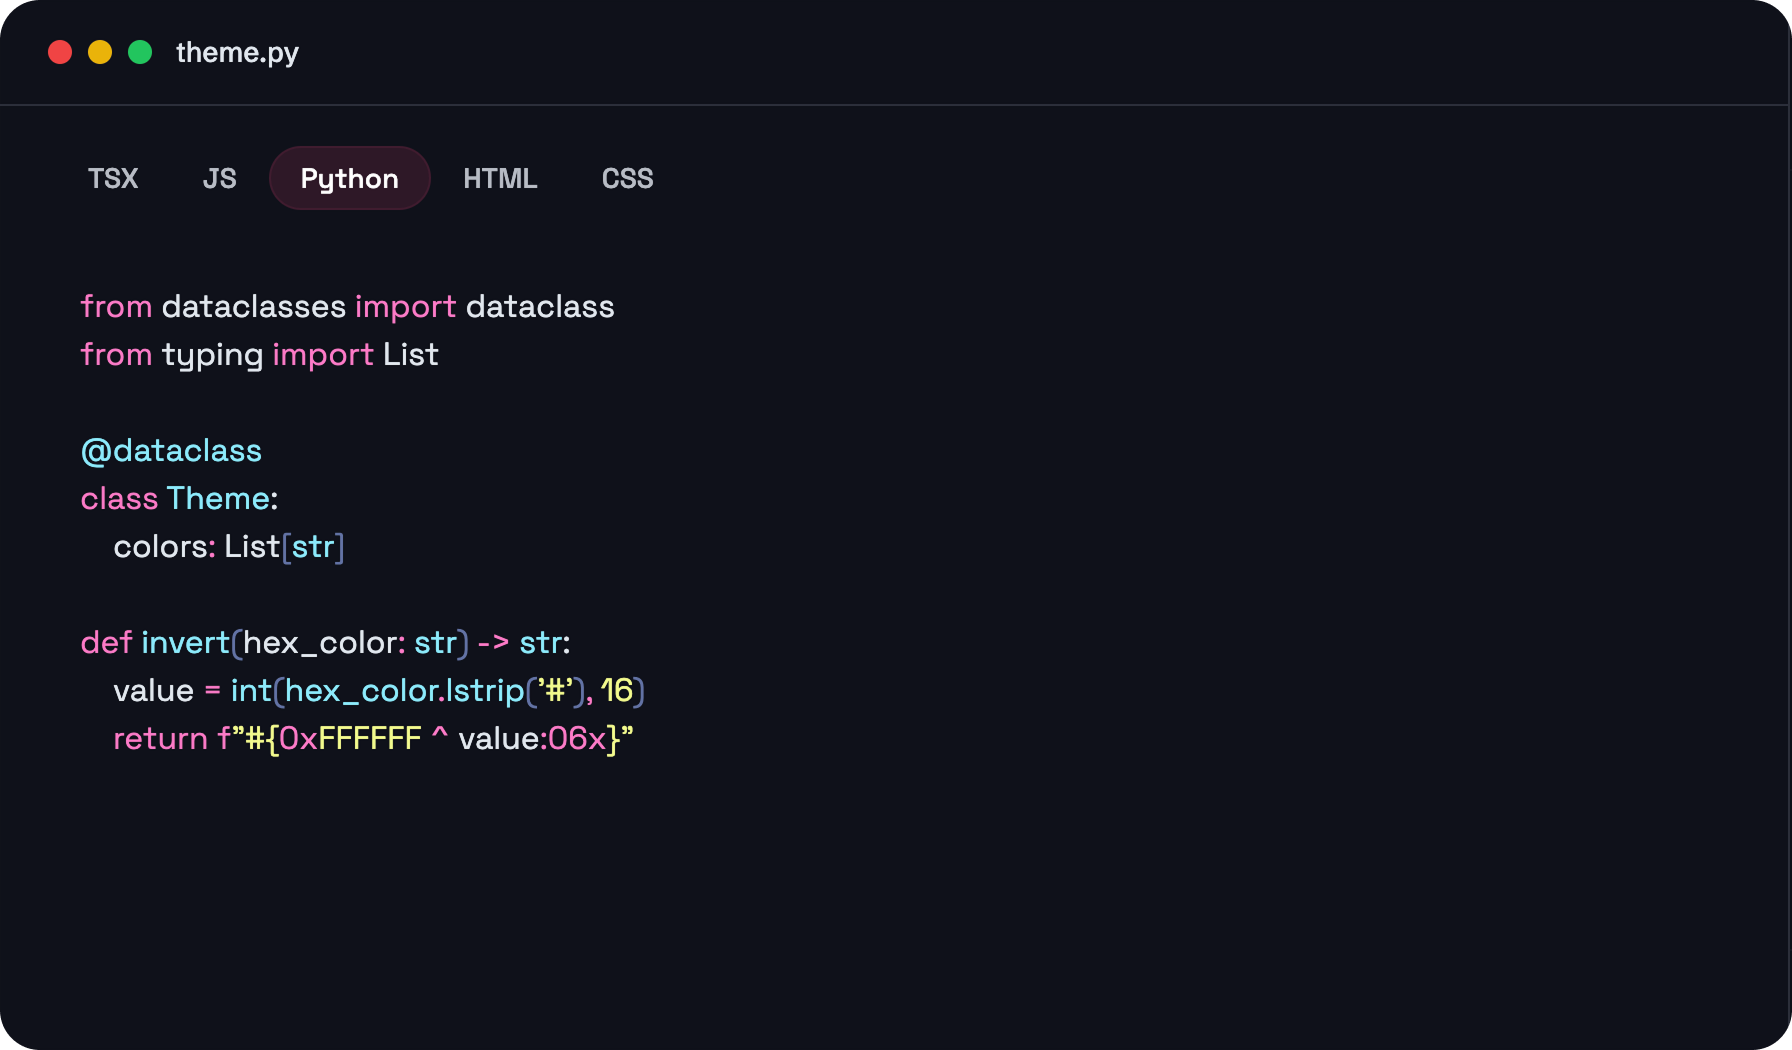 theme.py
TSX JS Python HTML CSS
from dataclasses import dataclass
from typing import List
@dataclass
class Theme:
    colors: List[str]
def invert(hex_color: str) -> str:
    value = int(hex_color.lstrip('#'), 16)
    return f"#{0xFFFFFF ^ value:06x}"